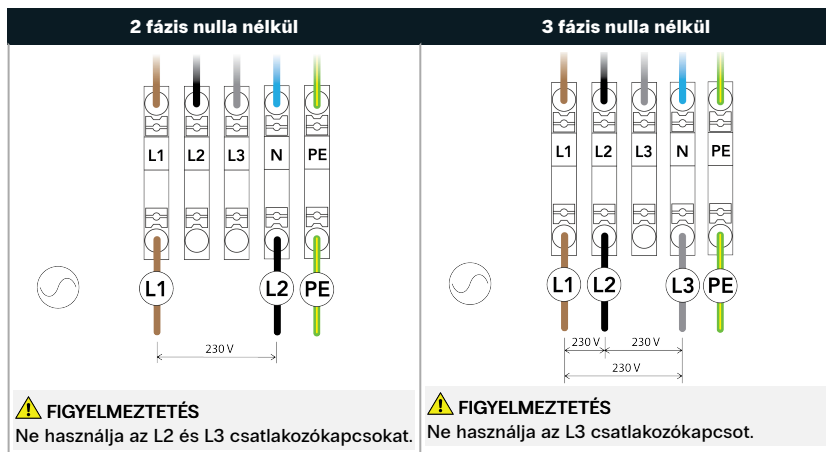 2 fázis nulla nélkül
L1 L2 L3 N PE
L1 L2 PE
230 V
FIGYELMEZTETÉS
Ne használja az L2 és L3 csatlakozókapcsokat.
3 fázis nulla nélkül
L1 L2 L3 N PE
L1 L2 L3 PE
230 V 230 V
230 V
FIGYELMEZTETÉS
Ne használja az L3 csatlakozókapcsot.